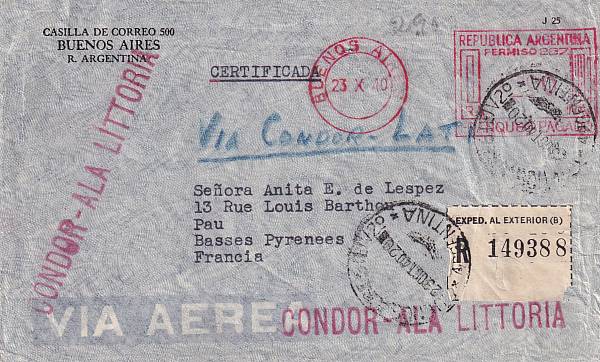 CASILLA DE CORREO 500
BUENOS AIRES
R. ARGENTINA
J 25
REPUBLICA ARGENTINA
PERMISO 237
FRANQUEO PAGADO
BUENOS AI
23 X 40
CERTIFICADA
VIA CONDOR-LATI
CONDOR-ALA LITTORIA
Señora Anita E. de Lespez
13 Rue Louis Barthou
Pau
Basses Pyrenees
Francia
EXPED. AL EXTERIOR (B)
R 149388
VIA AEREA
CONDOR-ALA LITTORIA